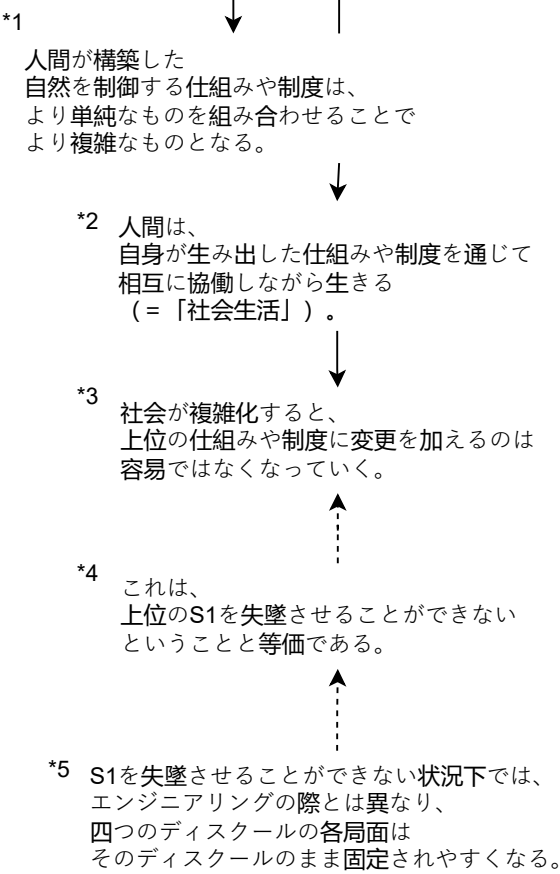 *1
人間が構築した
自然を制御する仕組みや制度は、
より単純なものを組み合わせることで
より複雑なものとなる。
*2
人間は、
自身が生み出した仕組みや制度を通じて
相互に協働しながら生きる
（=「社会生活」）。
*3
社会が複雑化すると、
上位の仕組みや制度に変更を加えるのは
容易ではなくなっていく。
*4
これは、
上位のS1を失墜させることができない
ということと等価である。
*5
S1を失墜させることができない状況下では、
エンジニアリングの際とは異なり、
四つのディスクールの各局面は
そのディスクールのまま固定されやすくなる。